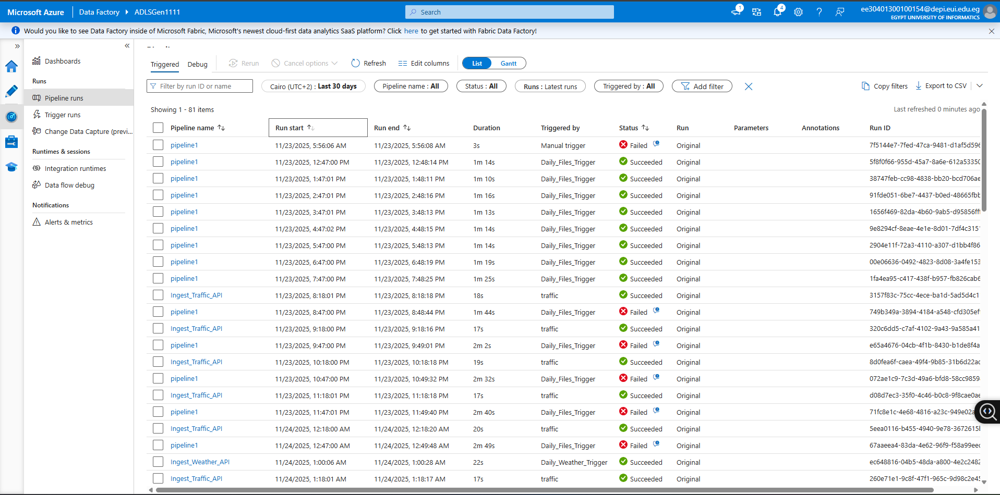 Microsoft Azure Data Factory ADLSGen1111 Search 1 4 ee30401300100154@depi.eui.edu.eg
EGYPT UNIVERSITY OF INFORMATICS
Would you like to see Data Factory inside of Microsoft Fabric, Microsoft's newest cloud-first data analytics SaaS platform? Click here to get started with Fabric Data Factory!
Dashboards
Runs
Pipeline runs
Trigger runs
Change Data Capture (previ...
Runtimes & sessions
Integration runtimes
Data flow debug
Notifications
Alerts & metrics
Triggered Debug Rerun Cancel options Refresh Edit columns List Gantt
Filter by run ID or name Cairo (UTC+2) : Last 30 days Pipeline name : All Status : All Runs : Latest runs Triggered by : All Add filter Copy filters Export to CSV
Showing 1 - 81 items Last refreshed 0 minutes ago
Pipeline name Run start Run end Duration Triggered by Status Run Parameters Annotations Run ID
pipeline1 11/23/2025, 5:56:06 AM 11/23/2025, 5:56:08 AM 3s Manual trigger Failed Original 7f5144e7-7fed-47ca-9481-d1af5d596
pipeline1 11/23/2025, 12:47:00 PM 11/23/2025, 12:48:14 PM 1m 14s Daily_Files_Trigger Succeeded Original 5f8f0f66-955d-45a7-8a6e-612a53350
pipeline1 11/23/2025, 1:47:01 PM 11/23/2025, 1:48:11 PM 1m 10s Daily_Files_Trigger Succeeded Original 38747feb-cc98-4838-bb20-bcd706ae
pipeline1 11/23/2025, 2:47:01 PM 11/23/2025, 2:48:16 PM 1m 16s Daily_Files_Trigger Succeeded Original 91fde051-6be7-4437-b0ed-48665fbb
pipeline1 11/23/2025, 3:47:01 PM 11/23/2025, 3:48:13 PM 1m 13s Daily_Files_Trigger Succeeded Original 1656f469-82da-4b60-9ab5-d95856ff
pipeline1 11/23/2025, 4:47:02 PM 11/23/2025, 4:48:15 PM 1m 14s Daily_Files_Trigger Succeeded Original 9e8294cf-8eae-4e1e-8d01-7df4c315
pipeline1 11/23/2025, 5:47:00 PM 11/23/2025, 5:48:13 PM 1m 14s Daily_Files_Trigger Succeeded Original 2904e11f-72a3-4110-a307-d1bb4f86
pipeline1 11/23/2025, 6:47:00 PM 11/23/2025, 6:48:19 PM 1m 19s Daily_Files_Trigger Succeeded Original 00e06636-0492-4823-8d08-3a4fe153
pipeline1 11/23/2025, 7:47:00 PM 11/23/2025, 7:48:25 PM 1m 25s Daily_Files_Trigger Succeeded Original 1fa4ea95-c417-438f-b957-fb826cab6
Ingest_Traffic_API 11/23/2025, 8:18:01 PM 11/23/2025, 8:18:18 PM 18s traffic Succeeded Original 3157f83c-75cc-4ece-ba1d-5ad5d4c1
pipeline1 11/23/2025, 8:47:00 PM 11/23/2025, 8:48:44 PM 1m 44s Daily_Files_Trigger Failed Original 749b349a-3894-4184-a548-cfd305ef
Ingest_Traffic_API 11/23/2025, 9:18:00 PM 11/23/2025, 9:18:16 PM 17s traffic Succeeded Original 320c6dd5-c7af-4102-9a43-9a585a41
pipeline1 11/23/2025, 9:47:00 PM 11/23/2025, 9:49:01 PM 2m 2s Daily_Files_Trigger Failed Original e65a4676-04cb-4f1b-8430-b1de8f4a
Ingest_Traffic_API 11/23/2025, 10:18:00 PM 11/23/2025, 10:18:18 PM 19s traffic Succeeded Original 8d0fea6f-caea-49f4-9b85-31b6d22ac
pipeline1 11/23/2025, 10:47:00 PM 11/23/2025, 10:49:32 PM 2m 32s Daily_Files_Trigger Failed Original 072ae1c9-7c3d-49a6-bfd8-58cc9859
Ingest_Traffic_API 11/23/2025, 11:18:01 PM 11/23/2025, 11:18:18 PM 17s traffic Succeeded Original d08d7ec3-35f0-4c46-b0c8-9f8cae0ae
pipeline1 11/23/2025, 11:47:01 PM 11/23/2025, 11:49:40 PM 2m 40s Daily_Files_Trigger Failed Original 71fc8e1c-4e68-4816-a23c-949e02a
Ingest_Traffic_API 11/24/2025, 12:18:00 AM 11/24/2025, 12:18:20 AM 20s traffic Succeeded Original 5eea0116-b455-4940-9e78-3672615
pipeline1 11/24/2025, 12:47:00 AM 11/24/2025, 12:49:48 AM 2m 49s Daily_Files_Trigger Failed Original 67aaeea4-83da-4e62-96f9-f58a99eec
Ingest_Weather_API 11/24/2025, 1:00:06 AM 11/24/2025, 1:00:28 AM 22s Daily_Weather_Trigger Succeeded Original ec648816-04b5-48da-a800-4e2c2482
Ingest_Traffic_API 11/24/2025, 1:18:01 AM 11/24/2025, 1:18:17 AM 17s traffic Succeeded Original 260e71e1-9c8f-47f1-965c-9d98c2e45